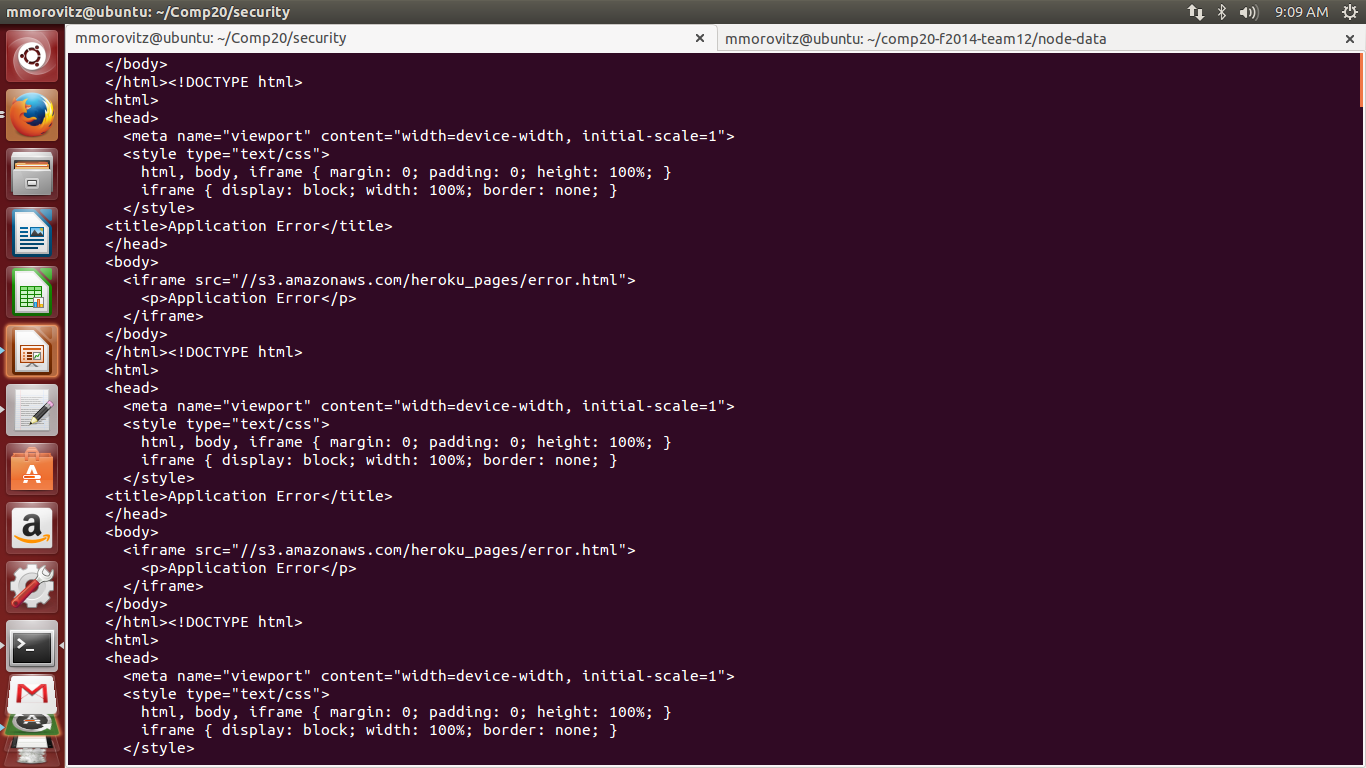 mmorovitz@ubuntu: ~/Comp20/security
9:09 AM
mmorovitz@ubuntu: ~/Comp20/security
mmorovitz@ubuntu: ~/comp20-f2014-team12/node-data
</body>
</html><!DOCTYPE html>
<html>
<head>
<meta name="viewport" content="width=device-width, initial-scale=1">
<style type="text/css">
html, body, iframe { margin: 0; padding: 0; height: 100%; }
iframe { display: block; width: 100%; border: none; }
</style>
<title>Application Error</title>
</head>
<body>
<iframe src="//s3.amazonaws.com/heroku_pages/error.html">
<p>Application Error</p>
</iframe>
</body>
</html><!DOCTYPE html>
<html>
<head>
<meta name="viewport" content="width=device-width, initial-scale=1">
<style type="text/css">
html, body, iframe { margin: 0; padding: 0; height: 100%; }
iframe { display: block; width: 100%; border: none; }
</style>
<title>Application Error</title>
</head>
<body>
<iframe src="//s3.amazonaws.com/heroku_pages/error.html">
<p>Application Error</p>
</iframe>
</body>
</html><!DOCTYPE html>
<html>
<head>
<meta name="viewport" content="width=device-width, initial-scale=1">
<style type="text/css">
html, body, iframe { margin: 0; padding: 0; height: 100%; }
iframe { display: block; width: 100%; border: none; }
</style>